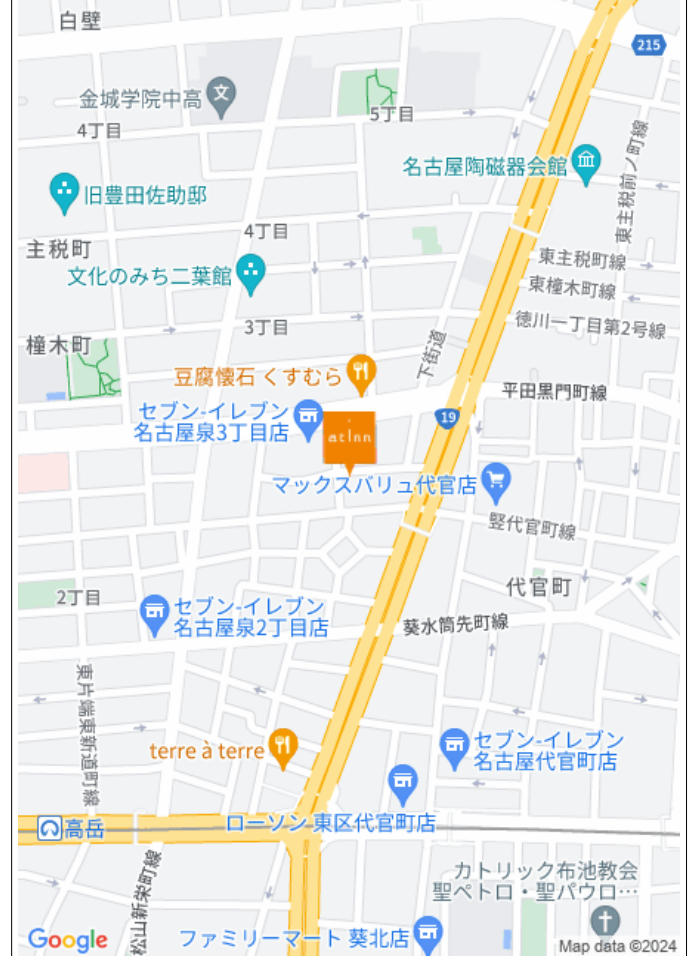 白壁
215
金城学院中高
文
5丁目
4丁目
東主税前ノ町線
名古屋陶磁器会館
旧豊田佐助邸
4丁目
主税町
東主税町線
文化のみち二葉館
東橦木町線
3丁目
徳川一丁目第2号線
橦木町
下街道
豆腐懐石 くすむら
平田黒門町線
セブン-イレブン
名古屋泉3丁目店
19
at Inn
マックスバリュ代官店
竪代官町線
代官町
2丁目
セブン-イレブン
名古屋泉2丁目店
葵水筒先町線
東片端東新道町線
terre à terre
セブン-イレブン
名古屋代官町店
高岳
ローソン 東区代官町店
松山新栄町線
カトリック布池教会
聖ペトロ・聖パウロ…
Google
ファミリーマート 葵北店
Map data ©2024